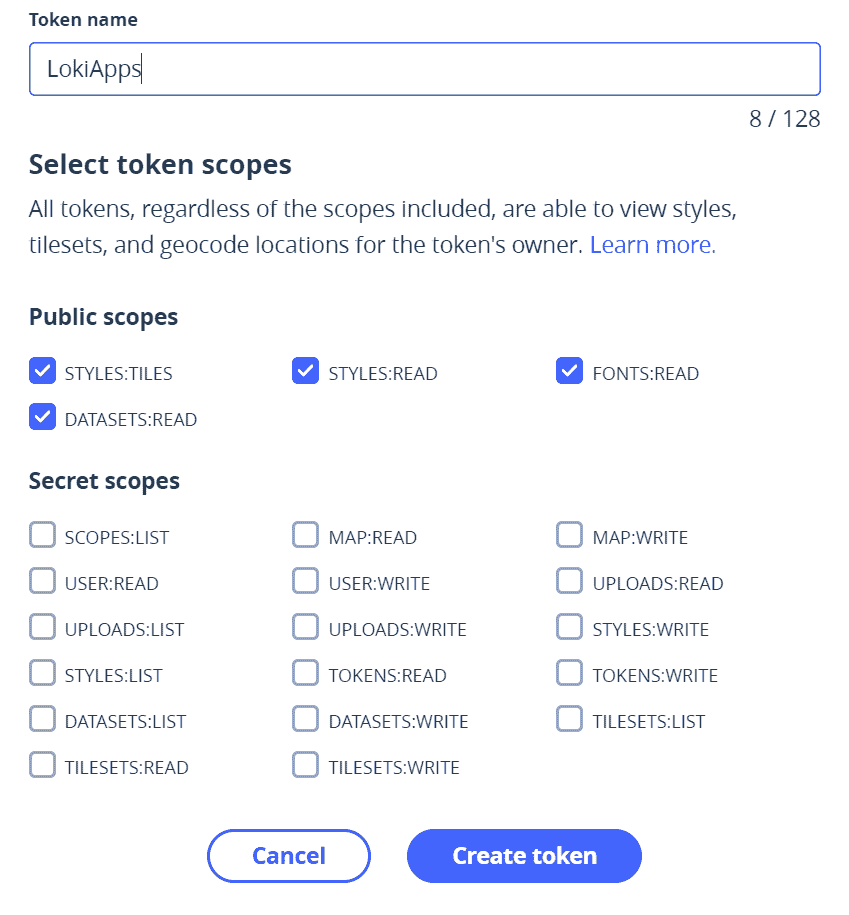 Token name
LokiApps
8 / 128
Select token scopes
All tokens, regardless of the scopes included, are able to view styles,
tilesets, and geocode locations for the token's owner. Learn more.
Public scopes
STYLES:TILES STYLES:READ FONTS:READ
DATASETS:READ
Secret scopes
SCOPES:LIST MAP:READ MAP:WRITE
USER:READ USER:WRITE UPLOADS:READ
UPLOADS:LIST UPLOADS:WRITE STYLES:WRITE
STYLES:LIST TOKENS:READ TOKENS:WRITE
DATASETS:LIST DATASETS:WRITE TILESETS:LIST
TILESETS:READ TILESETS:WRITE
Cancel Create token